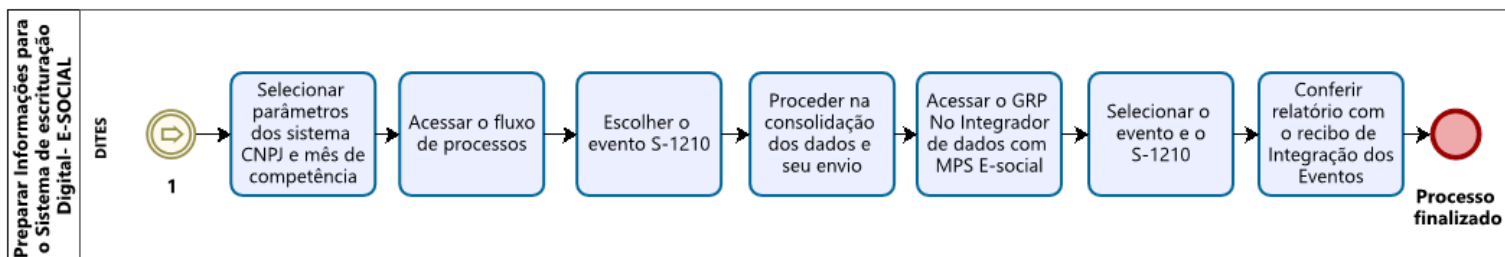 Preparar Informações para
o Sistema de escrituração
Digital- E-SOCIAL
DITES
1
Selecionar
parâmetros
dos sistema
CNPJ e mês de
competência
Acessar o fluxo
de processos
Escolher o
evento S-1210
Proceder na
consolidação
dos dados e
seu envio
Acessar o GRP
No Integrador
de dados com
MPS E-social
Selecionar o
evento e o
S-1210
Conferir
relatório com
o recibo de
Integração dos
Eventos
Processo
finalizado